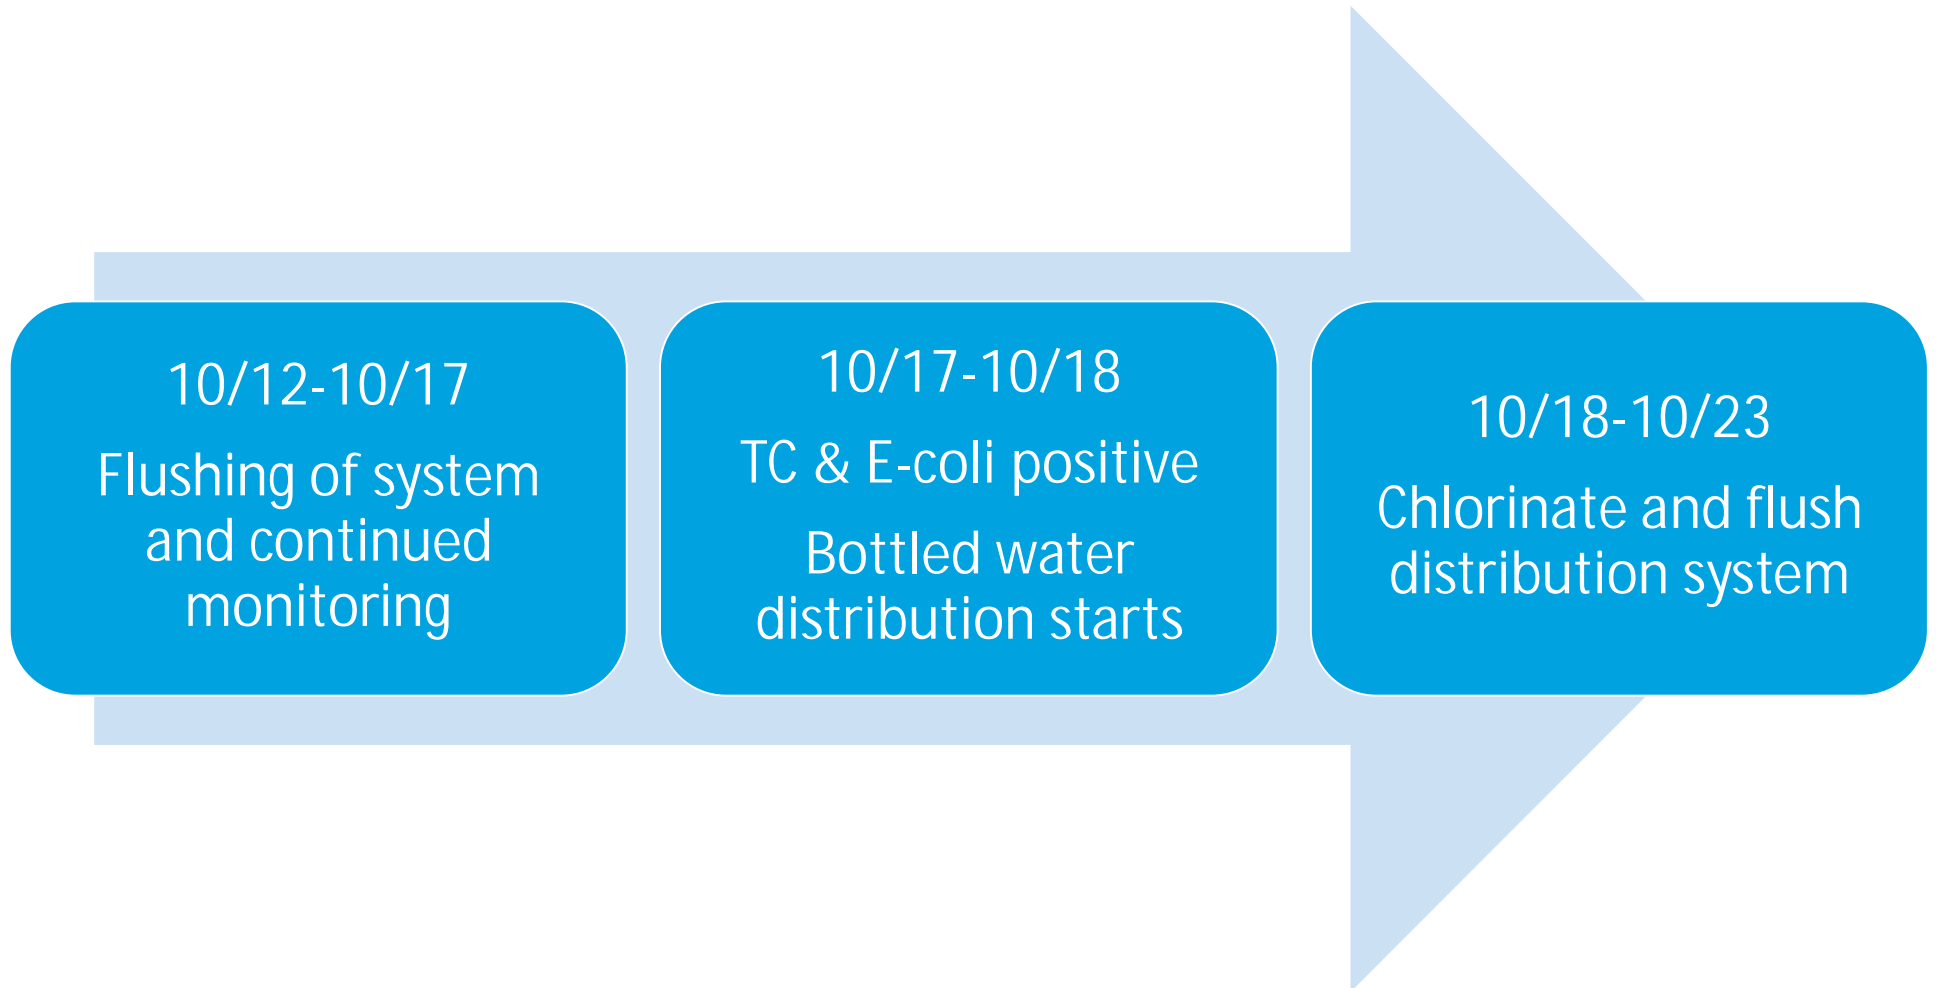 10/12-10/17
Flushing of system
and continued
monitoring
10/17-10/18
TC & E-coli positive
Bottled water
distribution starts
10/18-10/23
Chlorinate and flush
distribution system